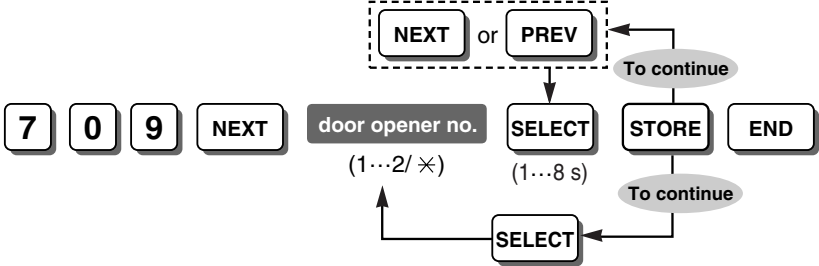 NEXT or PREV
To continue
7 0 9 NEXT door opener no. SELECT STORE END
(1···2/ ✳) (1···8 s)
To continue
SELECT